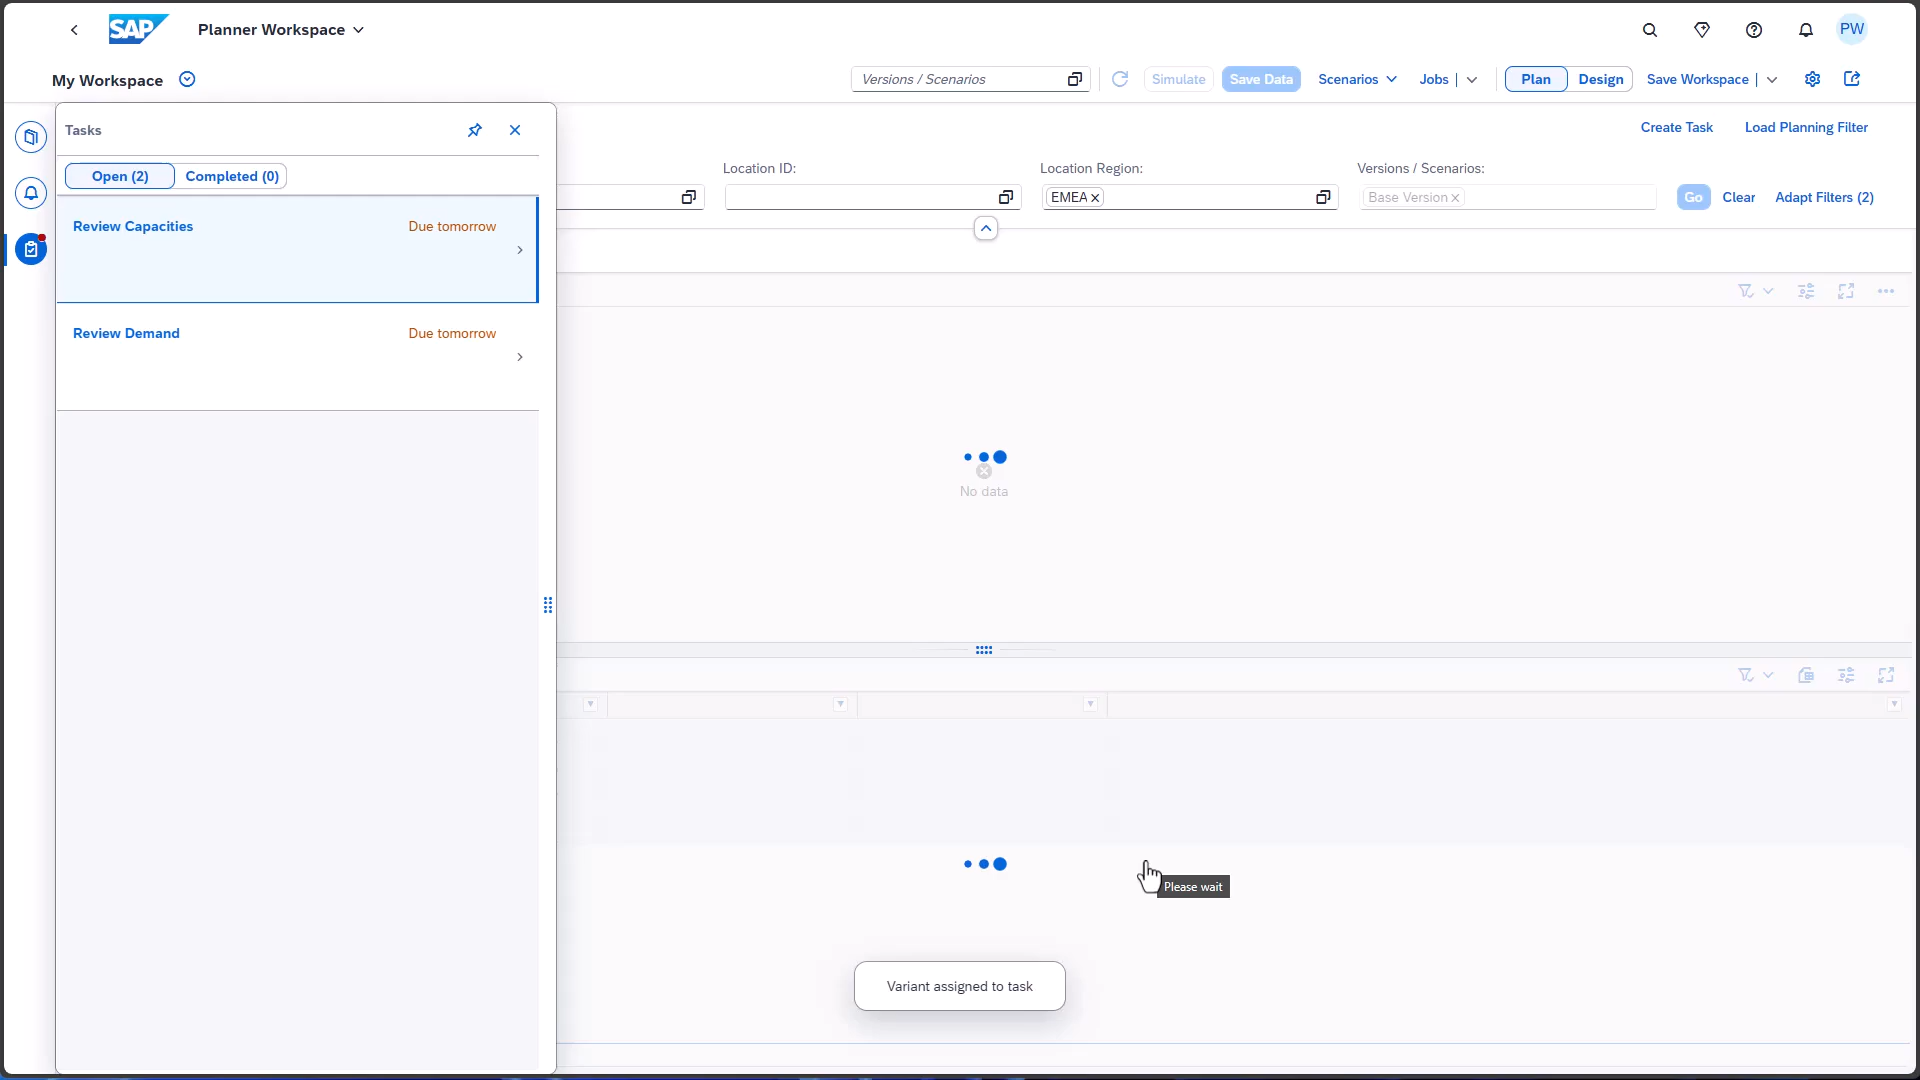 SAP
Planner Workspace
PW
My Workspace
Versions / Scenarios
Simulate
Save Data
Scenarios
Jobs
Plan
Design
Save Workspace
Tasks
Create Task
Load Planning Filter
Open (2)
Completed (0)
Location ID:
Location Region:
Versions / Scenarios:
EMEA
Base Version
Go
Clear
Adapt Filters (2)
Review Capacities
Due tomorrow
Review Demand
Due tomorrow
No data
Please wait
Variant assigned to task